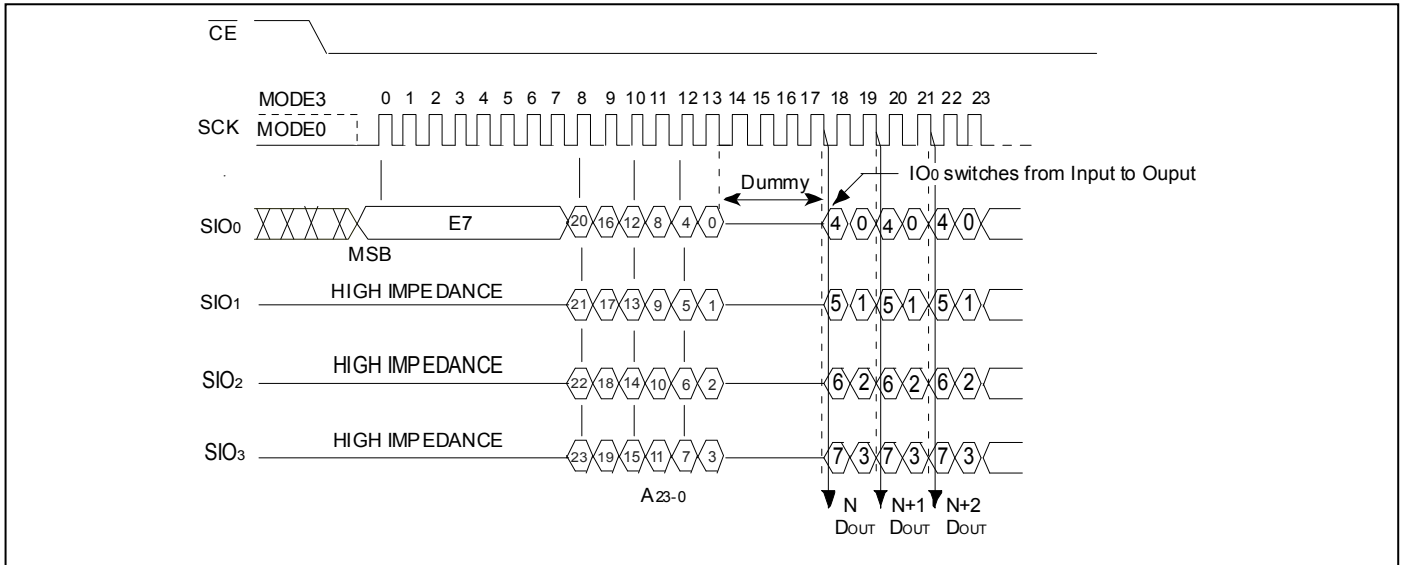 CE
MODE3 0 1 2 3 4 5 6 7 8 9 10 11 12 13 14 15 16 17 18 19 20 21 22 23
SCK MODE0
Dummy IO0 switches from Input to Ouput
SIO0 E7 20 16 12 8 4 0 4 0 4 0 4 0
MSB
HIGH IMPEDANCE
SIO1 21 17 13 9 5 1 5 1 5 1 5 1
HIGH IMPEDANCE
SIO2 22 18 14 10 6 2 6 2 6 2 6 2
HIGH IMPEDANCE
SIO3 23 19 15 11 7 3 7 3 7 3 7 3
A23-0
N N+1 N+2
DOUT DOUT DOUT